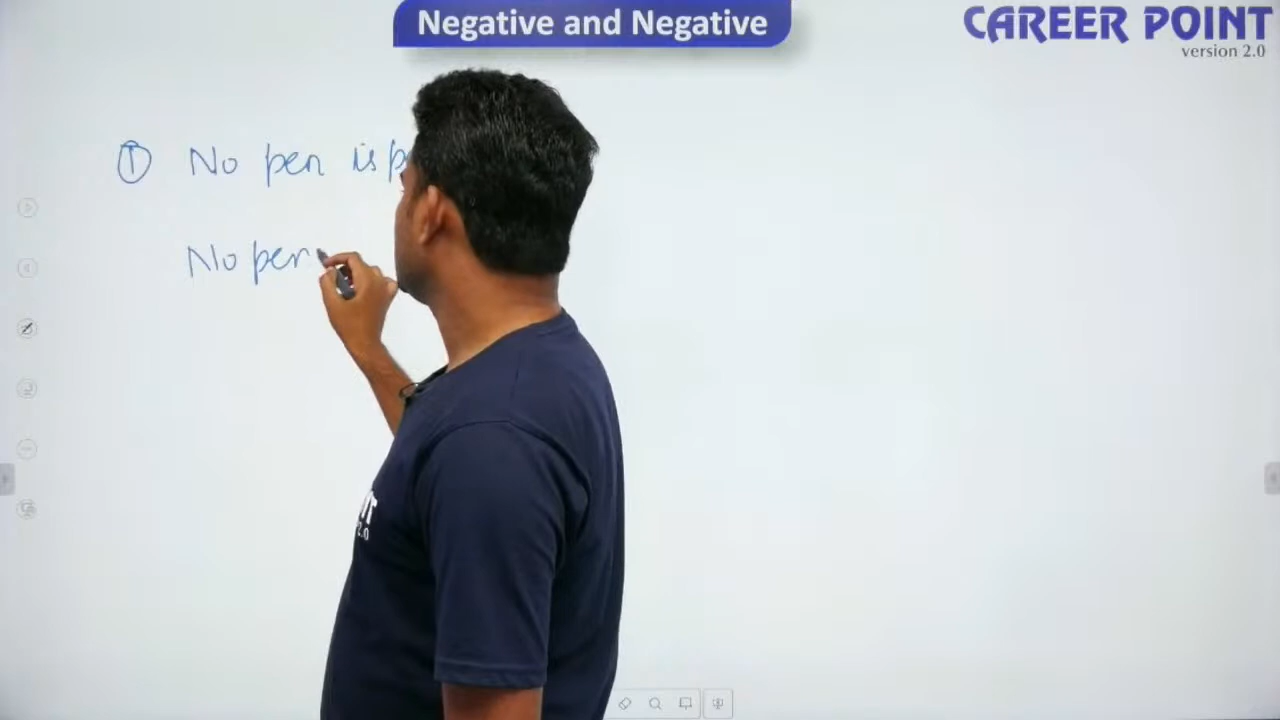 Negative and Negative
CAREER POINT
version 2.0
① No pen is
No pen